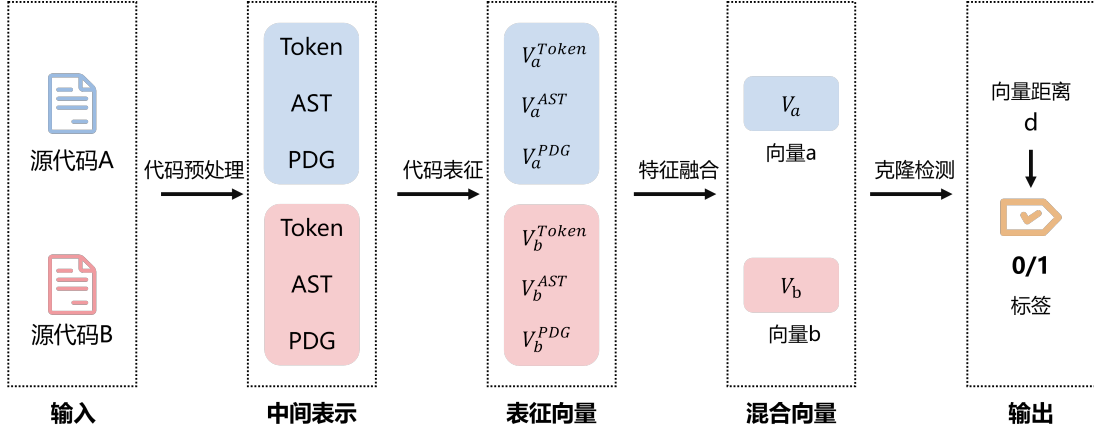 源代码A
源代码B
输入
代码预处理
Token
AST
PDG
Token
AST
PDG
中间表示
代码表征
V_a^{Token}
V_a^{AST}
V_a^{PDG}
V_b^{Token}
V_b^{AST}
V_b^{PDG}
表征向量
特征融合
V_a
向量a
V_b
向量b
混合向量
克隆检测
向量距离
d
0/1
标签
输出